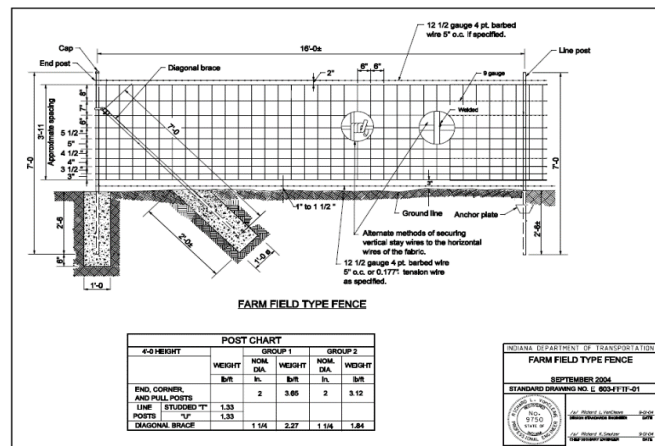 12 1/2 gauge 4 pt. barbed
wire 5" o.c. if specified.
16'-0±
Cap
End post
Diagonal brace
Line post
6" 6"
2"
9 gauge
Welded
7'-0
3-11
Approximate spacing
8"
7"
6"
5 1/2
5"
4 1/2
4"
3 1/2
3"
7'-0
7'-0
1" to 1 1/2"
Ground line
Anchor plate
2'-6
6"
1'-0
2'-0±
1'-0 ø
2'-6±
Alternate methods of securing
vertical stay wires to the horizontal
wires of the fabric.
12 1/2 gauge 4 pt. barbed wire
5" o.c. or 0.177" tension wire
as specified.
FARM FIELD TYPE FENCE
POST CHART
4'-0 HEIGHT GROUP 1 GROUP 2
WEIGHT NOM. DIA. WEIGHT NOM. DIA. WEIGHT
lb/ft In. lb/ft In. lb/ft
END, CORNER, AND PULL POSTS 2 3.65 2 3.12
LINE POSTS STUDDED "T" 1.33
"U" 1.33
DIAGONAL BRACE 1 1/4 2.27 1 1/4 1.84
INDIANA DEPARTMENT OF TRANSPORTATION
FARM FIELD TYPE FENCE
SEPTEMBER 2004
STANDARD DRAWING NO. E 603-FFTF-01
NO.
9750
STATE OF
INDIANA